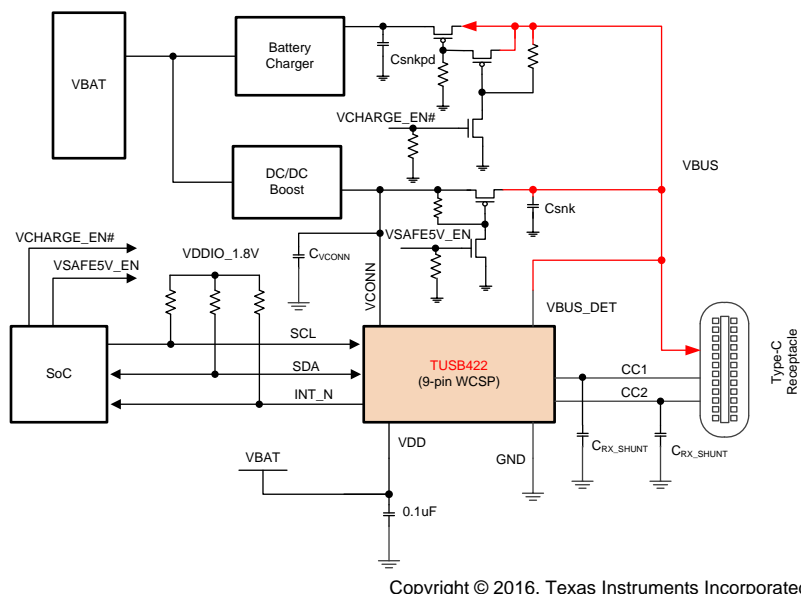 Battery
Charger
Csnkpd
VBAT
VCHARGE_EN#
VBUS
DC/DC
Boost
Csnk
VCHARGE_EN#
VSAFE5V_EN
VDDIO_1.8V
VSAFE5V_EN
CVCONN
VCONN
VBUS_DET
SoC
SCL
SDA
INT_N
TUSB422
(9-pin WCSP)
CC1
CC2
Type-C
Receptacle
VDD
GND
CRX_SHUNT
CRX_SHUNT
VBAT
0.1uF
Copyright © 2016, Texas Instruments Incorporated